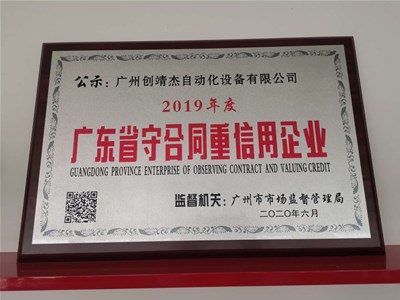 公示：广州创靖杰自动化设备有限公司
2019年度
广东省守合同重信用企业
GUANGDONG PROVINCE ENTERPRISE OF OBSERVING CONTRACT AND VALUING CREDIT
监督机关：广州市市场监督管理局
二〇二〇年六月